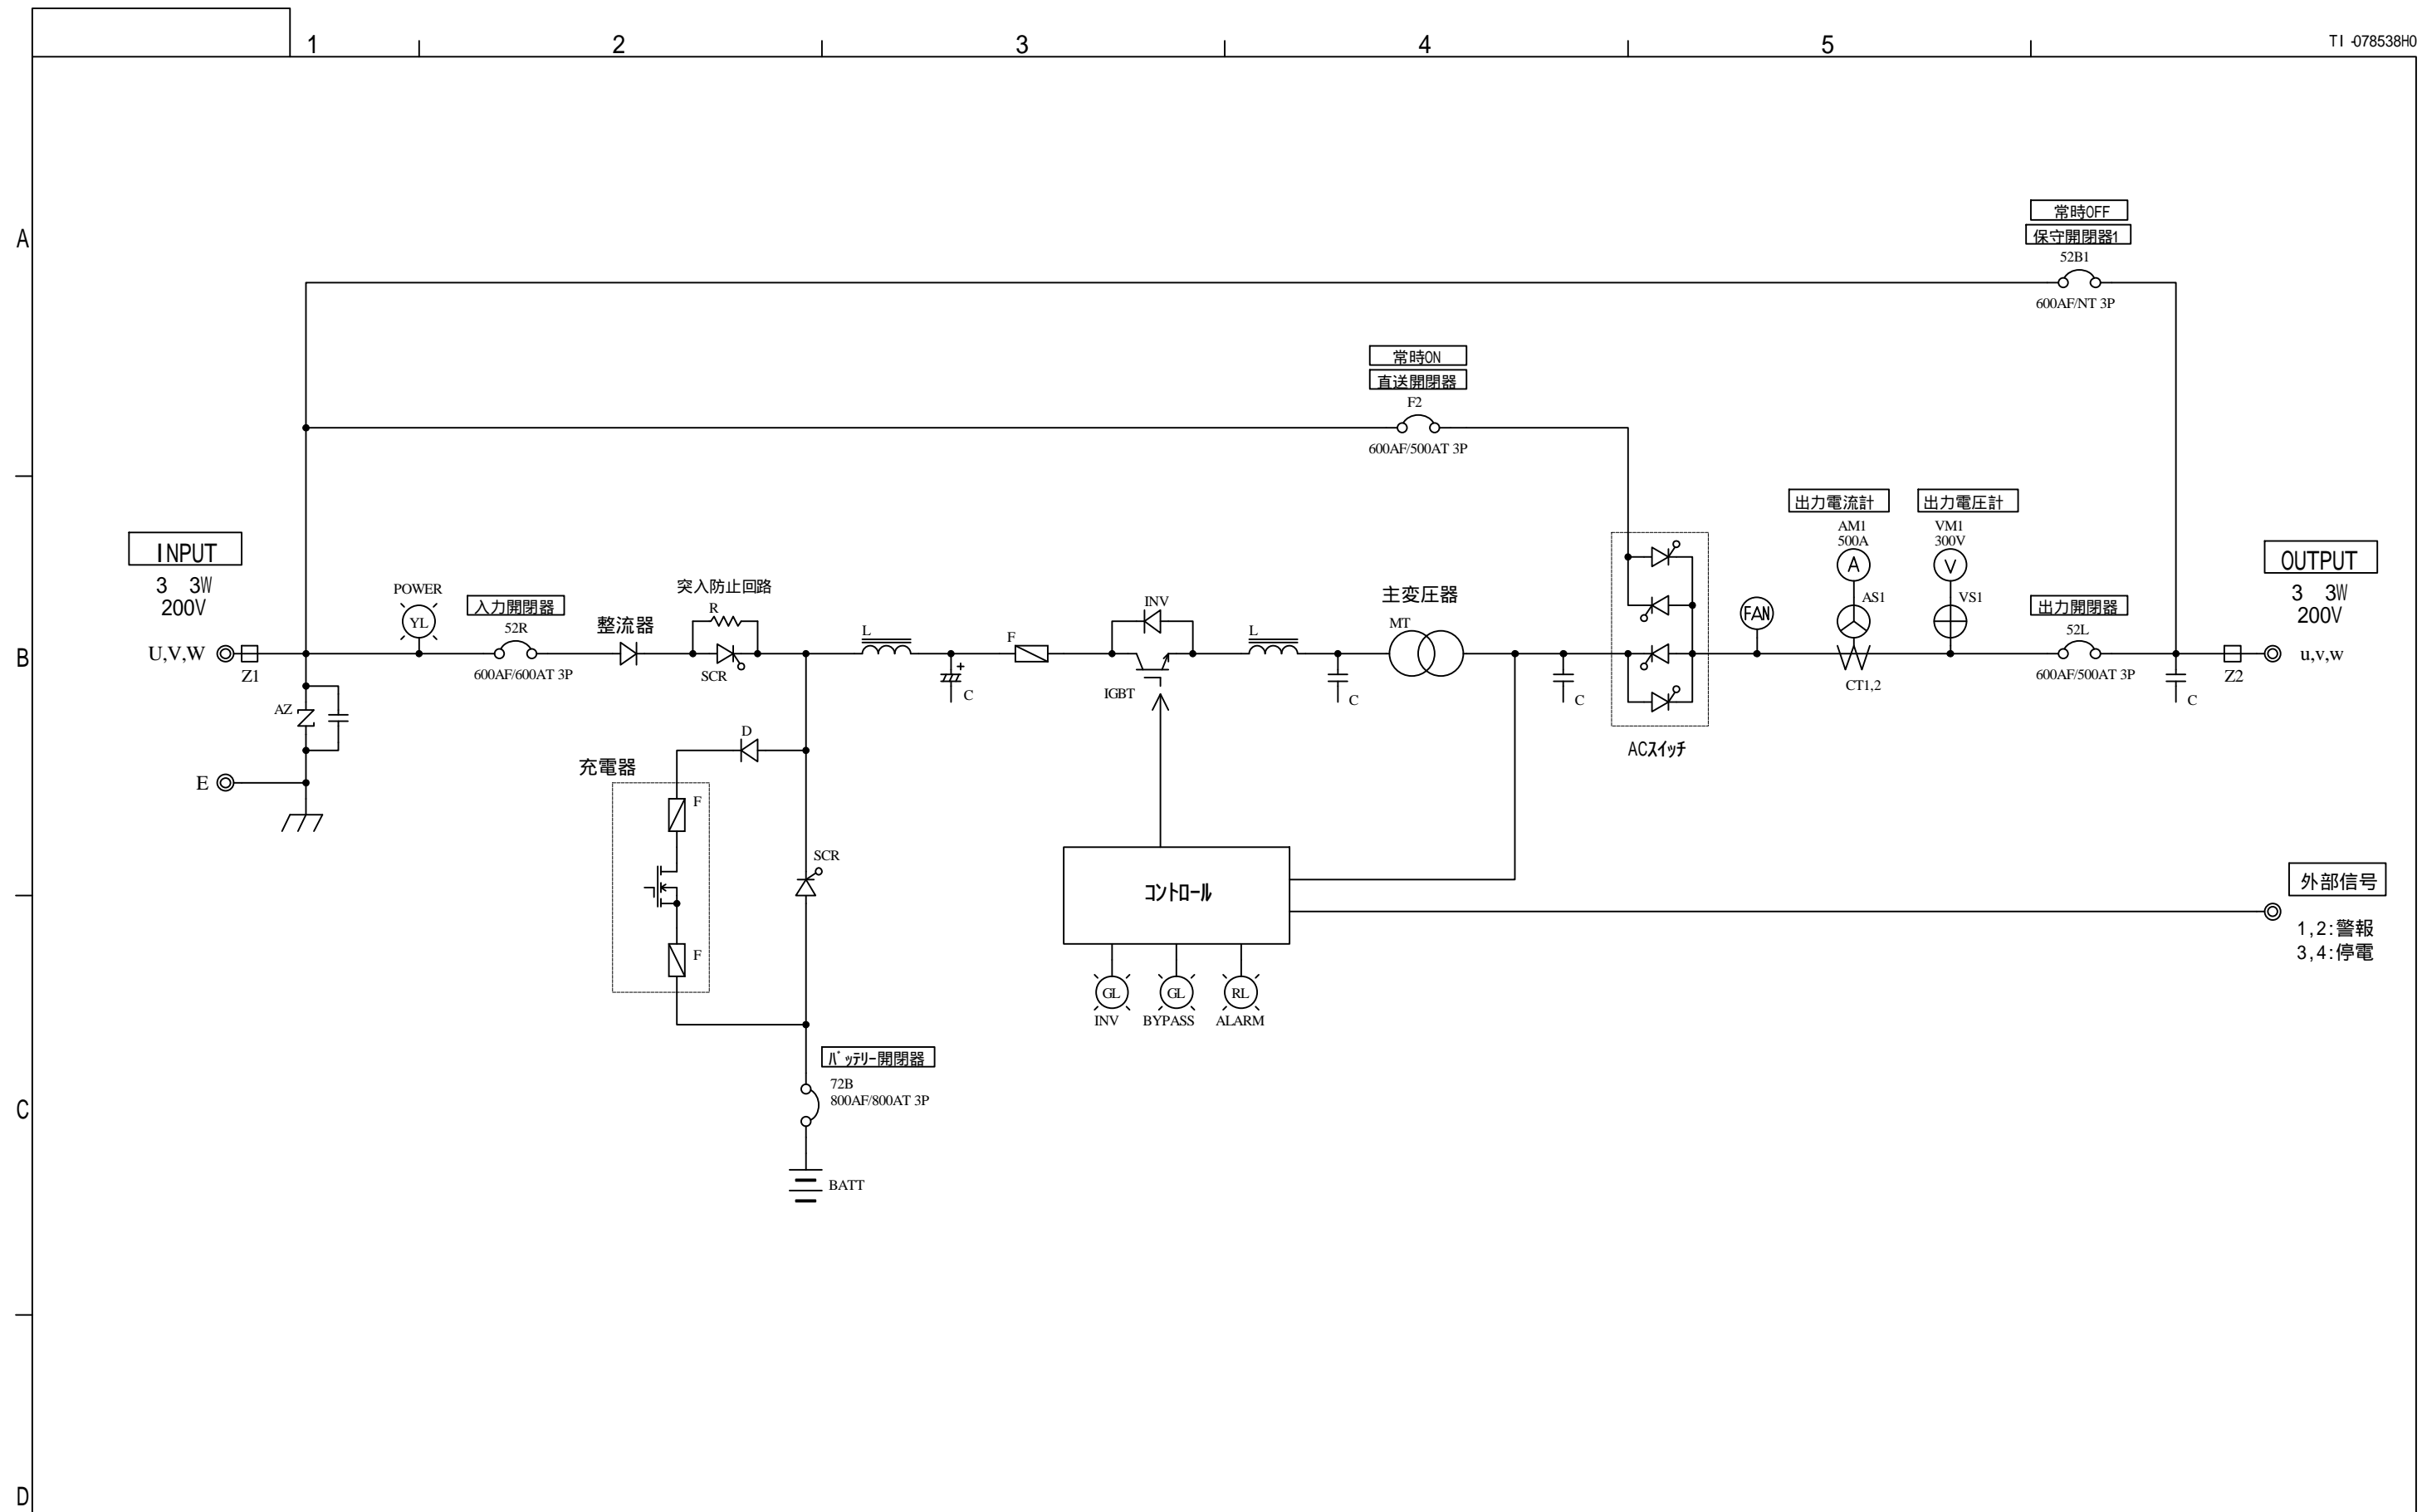 1
2
3
4
5
TI-078538H0
A
常時OFF
保守開閉器1
52B1
600AF/NT 3P
常時ON
直送開閉器
F2
600AF/500AT 3P
出力電流計
AM1
500A
A
AS1
CT1,2
出力電圧計
VM1
300V
V
VS1
INPUT
3 3W
200V
OUTPUT
3 3W
200V
B
U,V,W
Z1
POWER
YL
入力開閉器
52R
600AF/600AT 3P
整流器
突入防止回路
R
SCR
L
C
F
INV
IGBT
L
C
主変圧器
MT
C
ACスイッチ
FAN
出力開閉器
52L
600AF/500AT 3P
C
Z2
u,v,w
AZ
E
充電器
D
F
F
SCR
コントロール
GL
INV
GL
BYPASS
RL
ALARM
外部信号
1,2:警報
3,4:停電
C
バッテリー開閉器
72B
800AF/800AT 3P
BATT
D